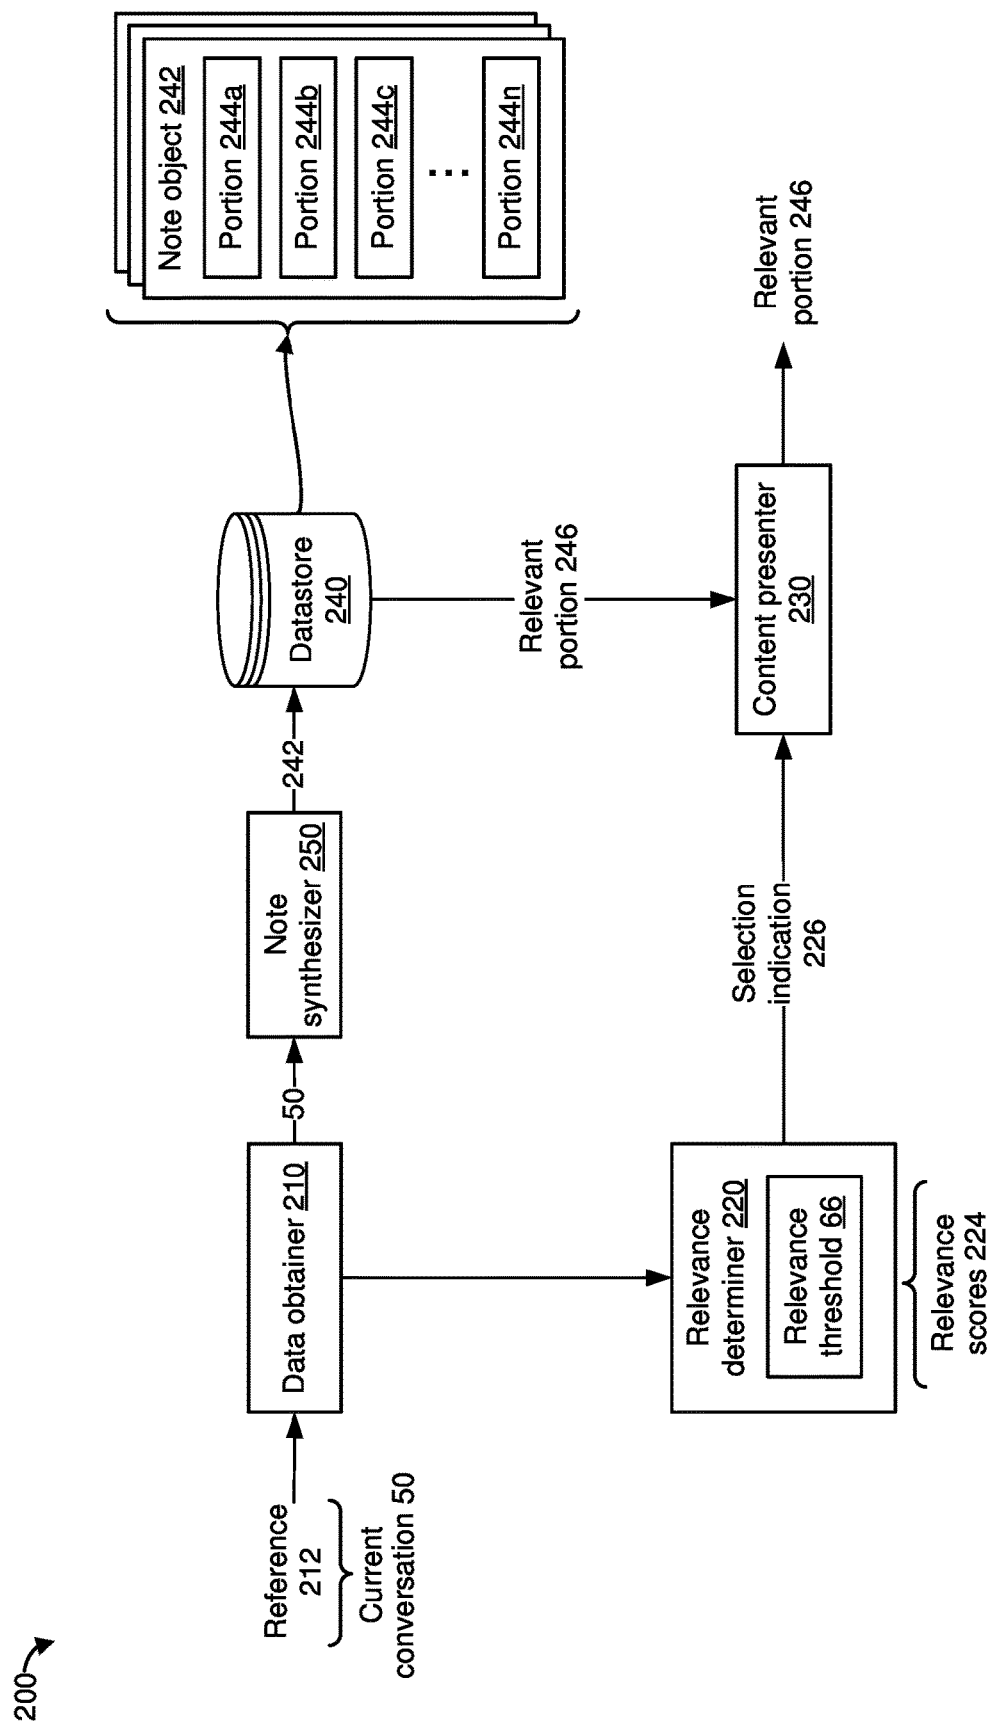 200
Reference
212
Current
conversation 50
Data obtainer 210
50
Note
synthesizer 250
242
Datastore
240
Note object 242
Portion 244a
Portion 244b
Portion 244c
...
Portion 244n
Relevant
portion 246
Relevance
determiner 220
Relevance
threshold 66
Relevance
scores 224
Selection
indication
226
Content presenter
230
Relevant
portion 246